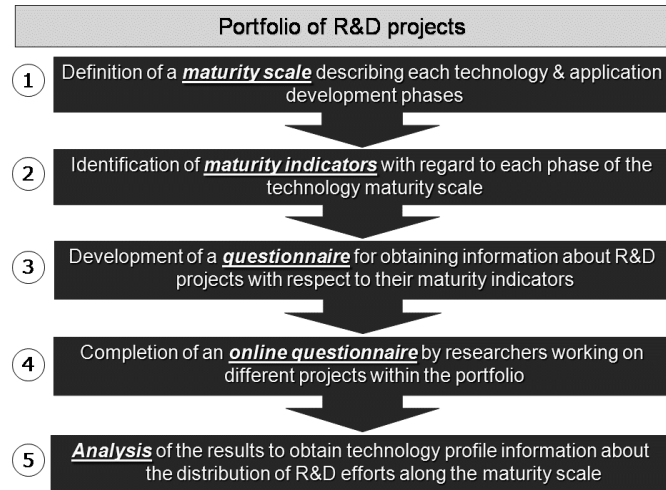 Portfolio of R&D projects
1
Definition of a maturity scale describing each technology & application
development phases
2
Identification of maturity indicators with regard to each phase of the
technology maturity scale
3
Development of a questionnaire for obtaining information about R&D
projects with respect to their maturity indicators
4
Completion of an online questionnaire by researchers working on
different projects within the portfolio
5
Analysis of the results to obtain technology profile information about
the distribution of R&D efforts along the maturity scale